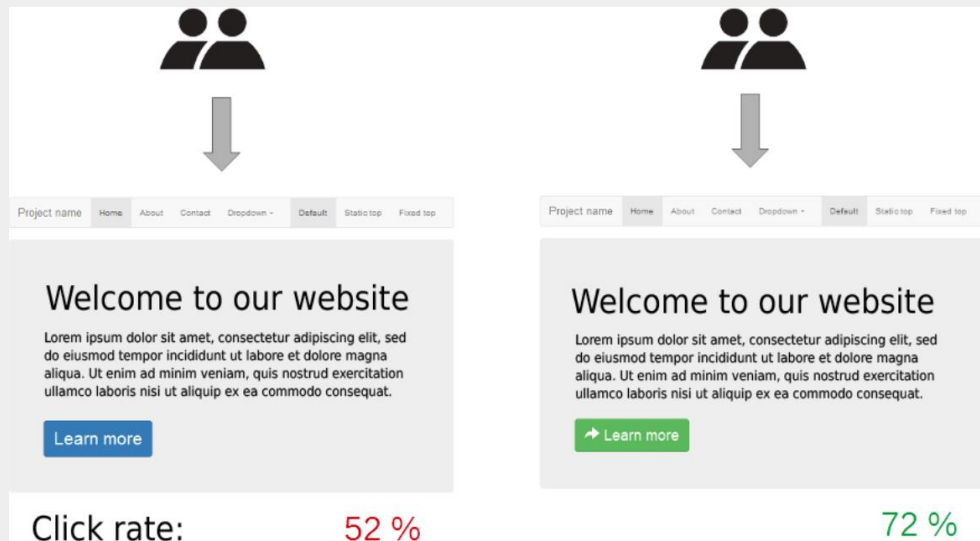 Project name Home About Contact Dropdown Default Static top Fixed top
Welcome to our website
Lorem ipsum dolor sit amet, consectetur adipiscing elit, sed
do eiusmod tempor incididunt ut labore et dolore magna
aliqua. Ut enim ad minim veniam, quis nostrud exercitation
ullamco laboris nisi ut aliquip ex ea commodo consequat.
Learn more
Project name Home About Contact Dropdown Default Static top Fixed top
Welcome to our website
Lorem ipsum dolor sit amet, consectetur adipiscing elit, sed
do eiusmod tempor incididunt ut labore et dolore magna
aliqua. Ut enim ad minim veniam, quis nostrud exercitation
ullamco laboris nisi ut aliquip ex ea commodo consequat.
Learn more
Click rate: 52 % 72 %